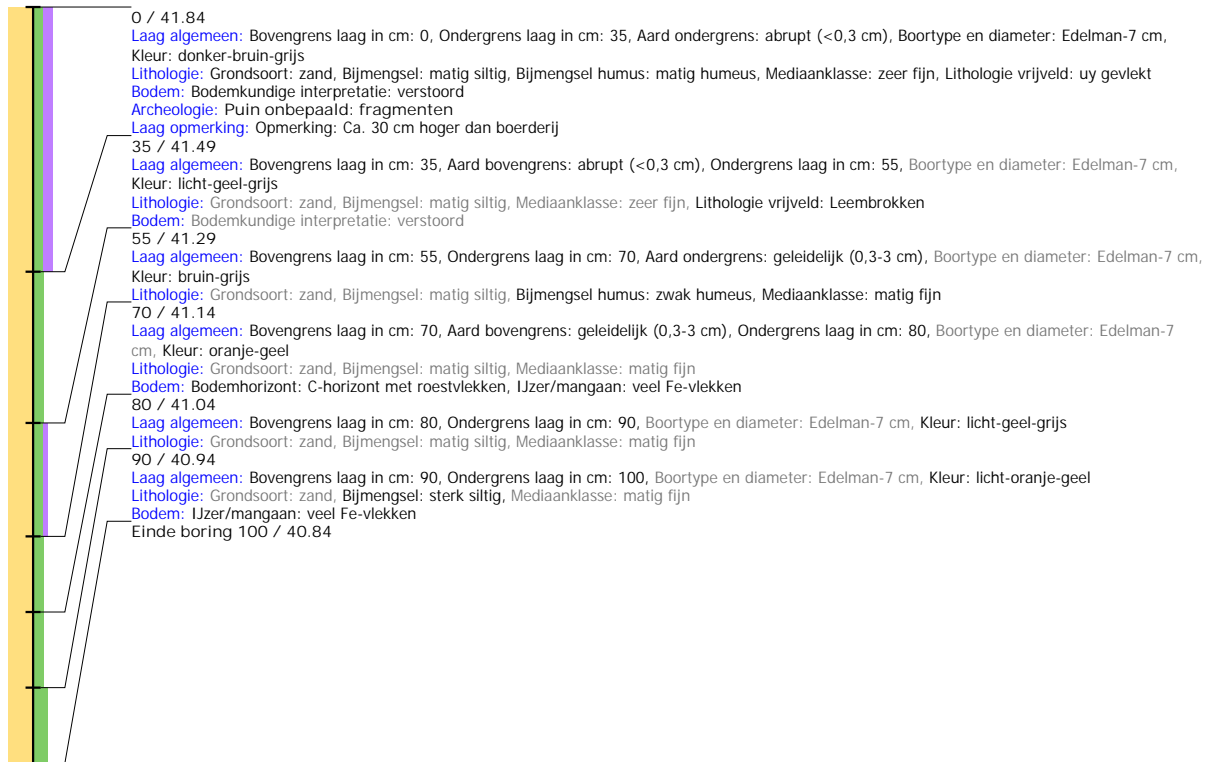 0 / 41.84
Laag algemeen: Bovengrens laag in cm: 0, Ondergrens laag in cm: 35, Aard ondergrens: abrupt (<0,3 cm), Boortype en diameter: Edelman-7 cm,
Kleur: donker-bruin-grijs
Lithologie: Grondsoort: zand, Bijmengsel: matig siltig, Bijmengsel humus: matig humeus, Mediaanklasse: zeer fijn, Lithologie vrijveld: uy gevlekt
Bodem: Bodemkundige interpretatie: verstoord
Archeologie: Puin onbepaald: fragmenten
Laag opmerking: Opmerking: Ca. 30 cm hoger dan boerderij
35 / 41.49
Laag algemeen: Bovengrens laag in cm: 35, Aard bovengrens: abrupt (<0,3 cm), Ondergrens laag in cm: 55, Boortype en diameter: Edelman-7 cm,
Kleur: licht-geel-grijs
Lithologie: Grondsoort: zand, Bijmengsel: matig siltig, Mediaanklasse: zeer fijn, Lithologie vrijveld: Leembrokken
Bodem: Bodemkundige interpretatie: verstoord
55 / 41.29
Laag algemeen: Bovengrens laag in cm: 55, Ondergrens laag in cm: 70, Aard ondergrens: geleidelijk (0,3-3 cm), Boortype en diameter: Edelman-7 cm,
Kleur: bruin-grijs
Lithologie: Grondsoort: zand, Bijmengsel: matig siltig, Bijmengsel humus: zwak humeus, Mediaanklasse: matig fijn
70 / 41.14
Laag algemeen: Bovengrens laag in cm: 70, Aard bovengrens: geleidelijk (0,3-3 cm), Ondergrens laag in cm: 80, Boortype en diameter: Edelman-7
cm, Kleur: oranje-geel
Lithologie: Grondsoort: zand, Bijmengsel: matig siltig, Mediaanklasse: matig fijn
Bodem: Bodemhorizont: C-horizont met roestvlekken, IJzer/mangaan: veel Fe-vlekken
80 / 41.04
Laag algemeen: Bovengrens laag in cm: 80, Ondergrens laag in cm: 90, Boortype en diameter: Edelman-7 cm, Kleur: licht-geel-grijs
Lithologie: Grondsoort: zand, Bijmengsel: matig siltig, Mediaanklasse: matig fijn
90 / 40.94
Laag algemeen: Bovengrens laag in cm: 90, Ondergrens laag in cm: 100, Boortype en diameter: Edelman-7 cm, Kleur: licht-oranje-geel
Lithologie: Grondsoort: zand, Bijmengsel: sterk siltig, Mediaanklasse: matig fijn
Bodem: IJzer/mangaan: veel Fe-vlekken
Einde boring 100 / 40.84